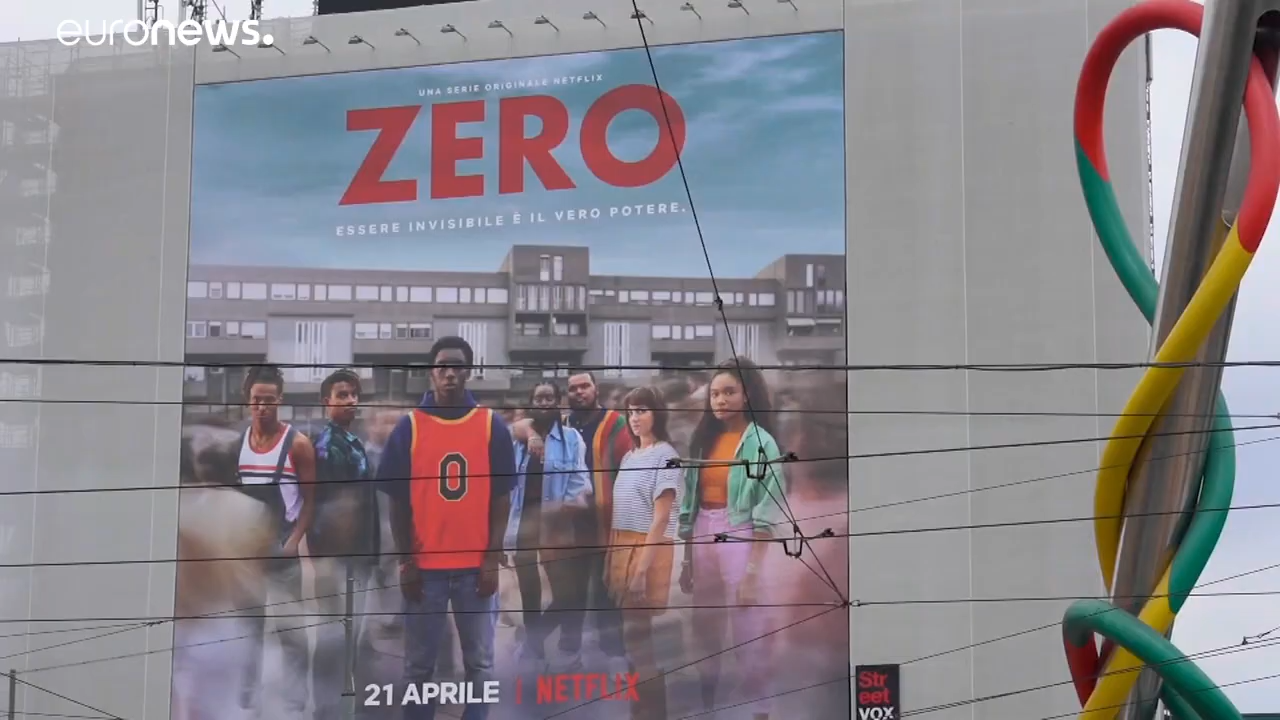 euronews.
UNA SERIE ORIGINALE NETFLIX
ZERO
ESSERE INVISIBILE È IL VERO POTERE.
0
21 APRILE | NETFLIX
Str
eet
VOX